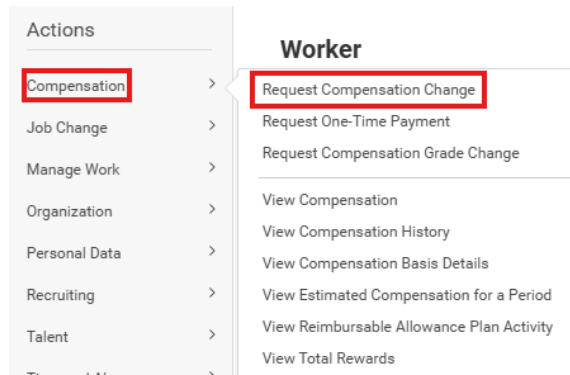 Actions
Compensation
Job Change
Manage Work
Organization
Personal Data
Recruiting
Talent
Worker
Request Compensation Change
Request One-Time Payment
Request Compensation Grade Change
View Compensation
View Compensation History
View Compensation Basis Details
View Estimated Compensation for a Period
View Reimbursable Allowance Plan Activity
View Total Rewards